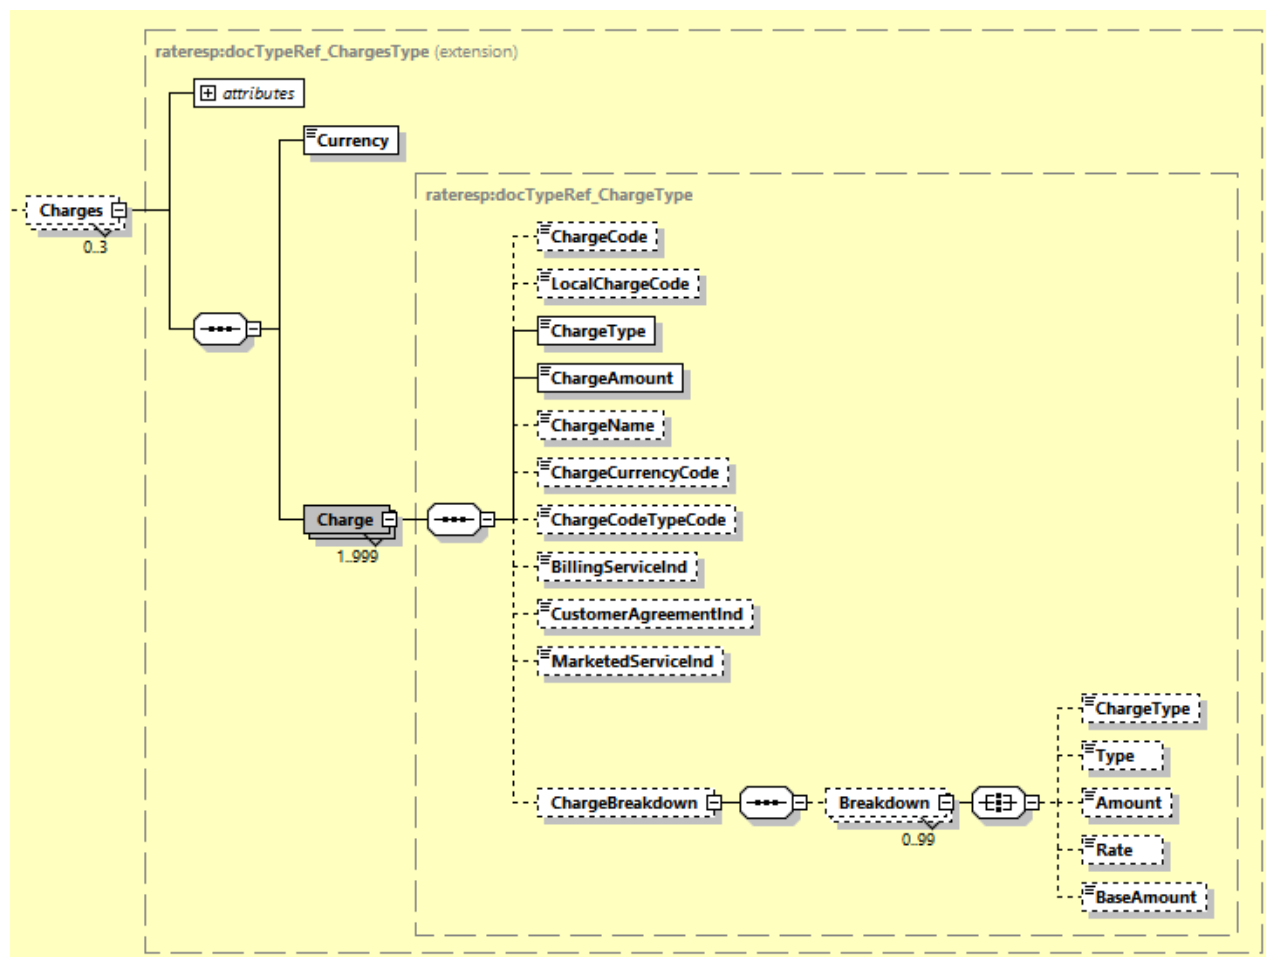 rateresp:docTypeRef_ChargesType (extension)
attributes
Currency
rateresp:docTypeRef_ChargeType
Charges
0..3
ChargeCode
LocalChargeCode
ChargeType
ChargeAmount
ChargeName
ChargeCurrencyCode
Charge
1..999
ChargeCodeTypeCode
BillingServiceInd
CustomerAgreementInd
MarketedServiceInd
ChargeBreakdown
Breakdown
0..99
ChargeType
Type
Amount
Rate
BaseAmount